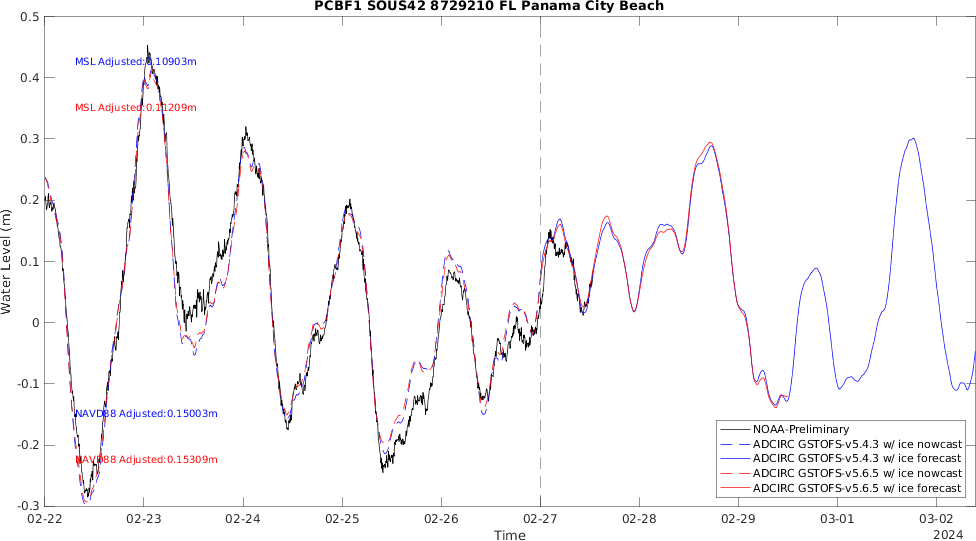 PCBF1 SOUS42 8729210 FL Panama City Beach
0.5
0.4
0.3
0.2
0.1
0
-0.1
-0.2
-0.3
Water Level (m)
MSL Adjusted:0.10903m
MSL Adjusted:0.11209m
NAVD88 Adjusted:0.15003m
NAVD88 Adjusted:0.15309m
NOAA-Preliminary
ADCIRC GSTOFS-v5.4.3 w/ ice nowcast
ADCIRC GSTOFS-v5.4.3 w/ ice forecast
ADCIRC GSTOFS-v5.6.5 w/ ice nowcast
ADCIRC GSTOFS-v5.6.5 w/ ice forecast
02-22 02-23 02-24 02-25 02-26 02-27 02-28 02-29 03-01 03-02
2024
Time